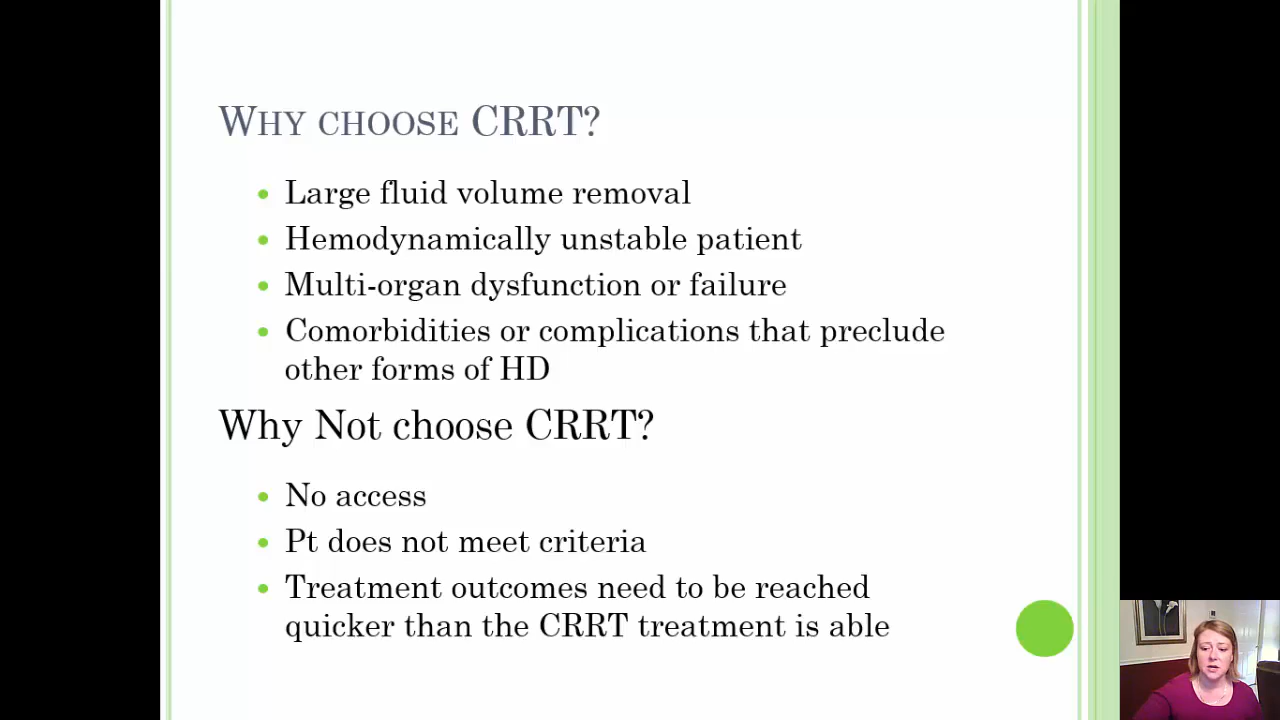 Why choose CRRT?
Large fluid volume removal
Hemodynamically unstable patient
Multi-organ dysfunction or failure
Comorbidities or complications that preclude
other forms of HD
Why Not choose CRRT?
No access
Pt does not meet criteria
Treatment outcomes need to be reached
quicker than the CRRT treatment is able